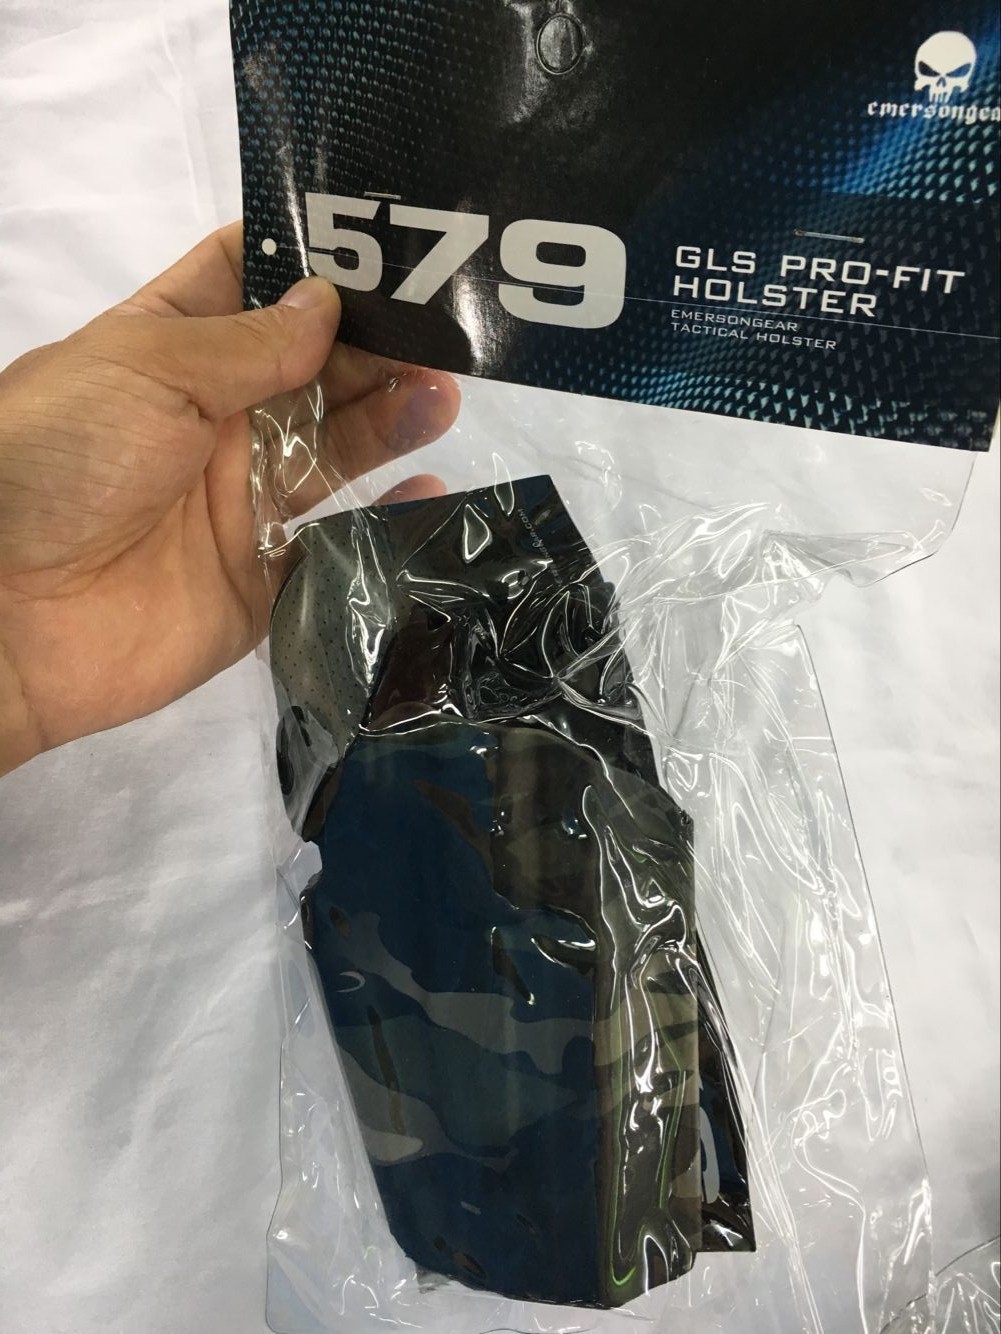 emersongea
579
GLS PRO-FIT
HOLSTER
EMERSONGEAR
TACTICAL HOLSTER